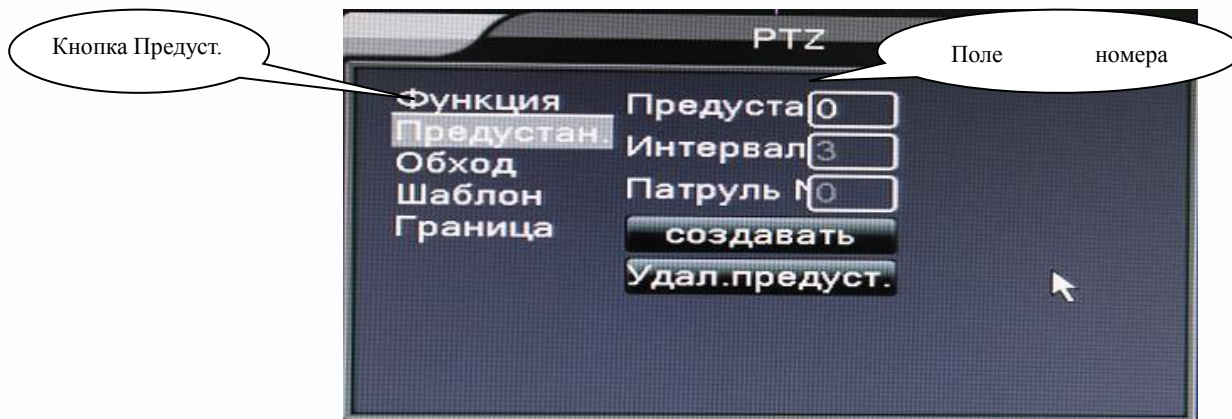 Кнопка Предуст.
PTZ
Поле номера
Функция
Предустан.
Обход
Шаблон
Граница
Предуста 0
Интервал 3
Патруль № 0
создавать
Удал.предуст.